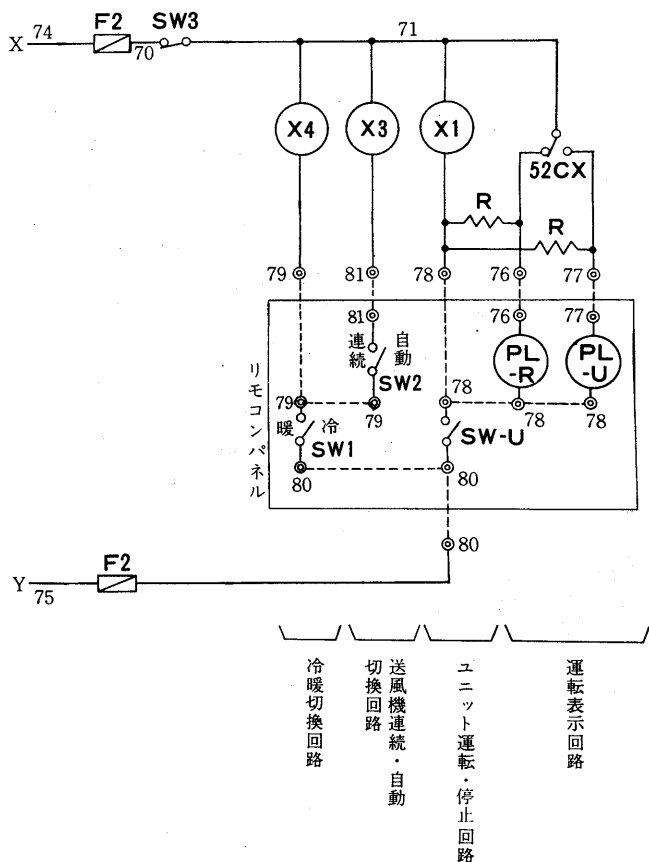 F2
SW3
X
74
70
71
X4
X3
X1
52CX
R
R
79
81
78
76
77
81
76
77
連続
自動
PL
-R
PL
-U
リモコンパネル
SW2
79
79
78
78
78
暖
冷
SW1
SW-U
80
80
80
F2
Y
75
冷暖切換回路
送風機連続・自動
切換回路
ユニット運転・停止回路
運転表示回路